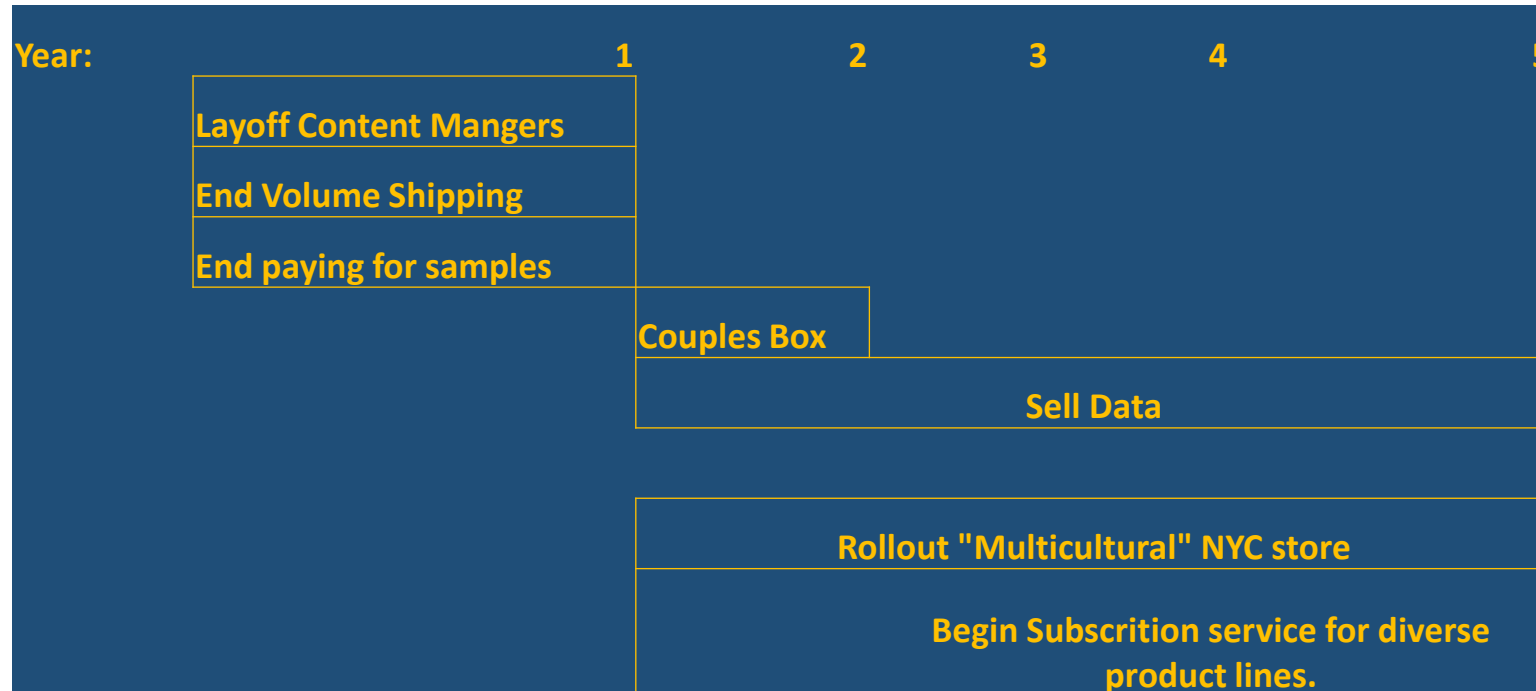 Year: 1 2 3 4 5
Layoff Content Mangers
End Volume Shipping
End paying for samples
Couples Box
Sell Data
Rollout "Multicultural" NYC store
Begin Subscrition service for diverse
product lines.